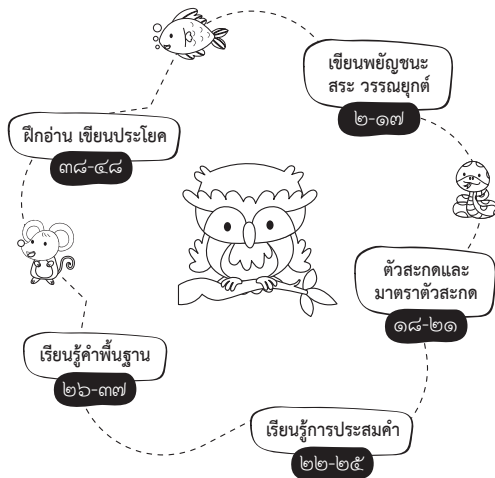 เขียนพยัญชนะ
สระ วรรณยุกต์
๒-๑๗
ตัวสะกดและ
มาตราตัวสะกด
๑๘-๒๑
เรียนรู้การประสมคำ
๒๒-๒๕
เรียนรู้คำพื้นฐาน
๒๖-๓๗
ฝึกอ่าน เขียนประโยค
๓๘-๔๘